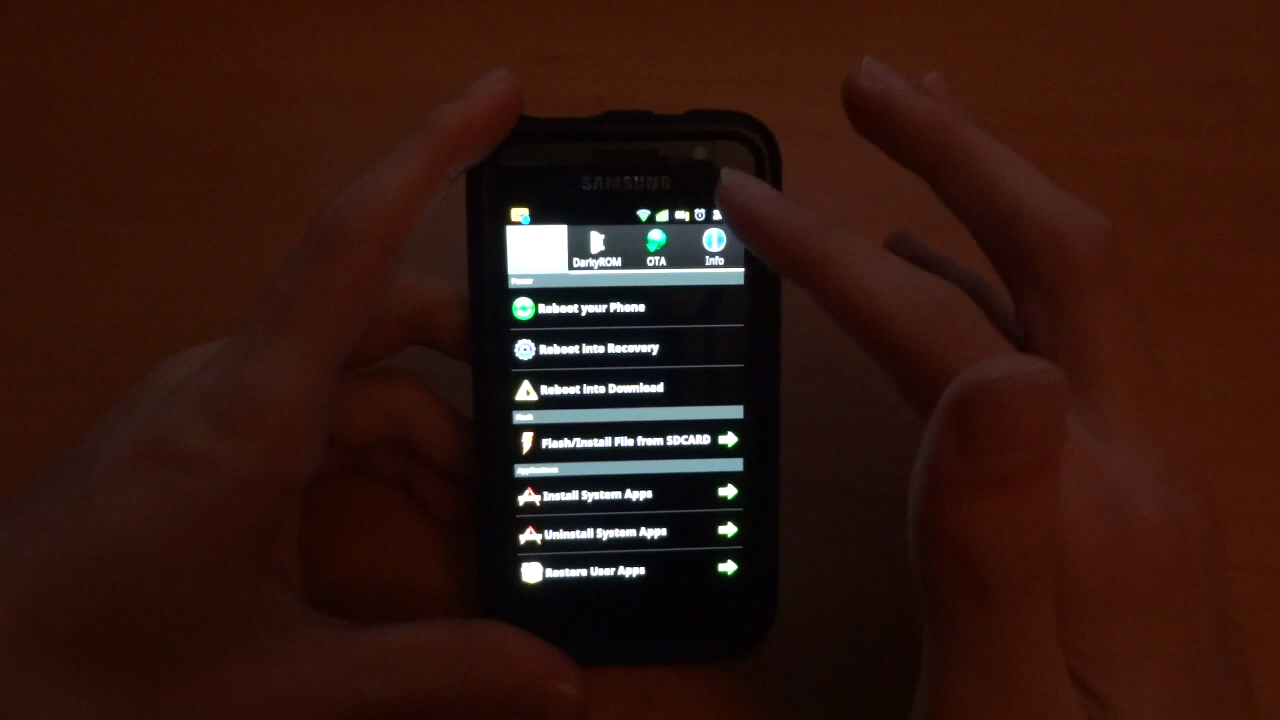 SAMSUNG
DarkyROM OTA Info
Power
Reboot your Phone
Reboot into Recovery
Reboot into Download
Flash
Flash/Install File from SDCARD
Applications
Install System Apps
Uninstall System Apps
Restore User Apps